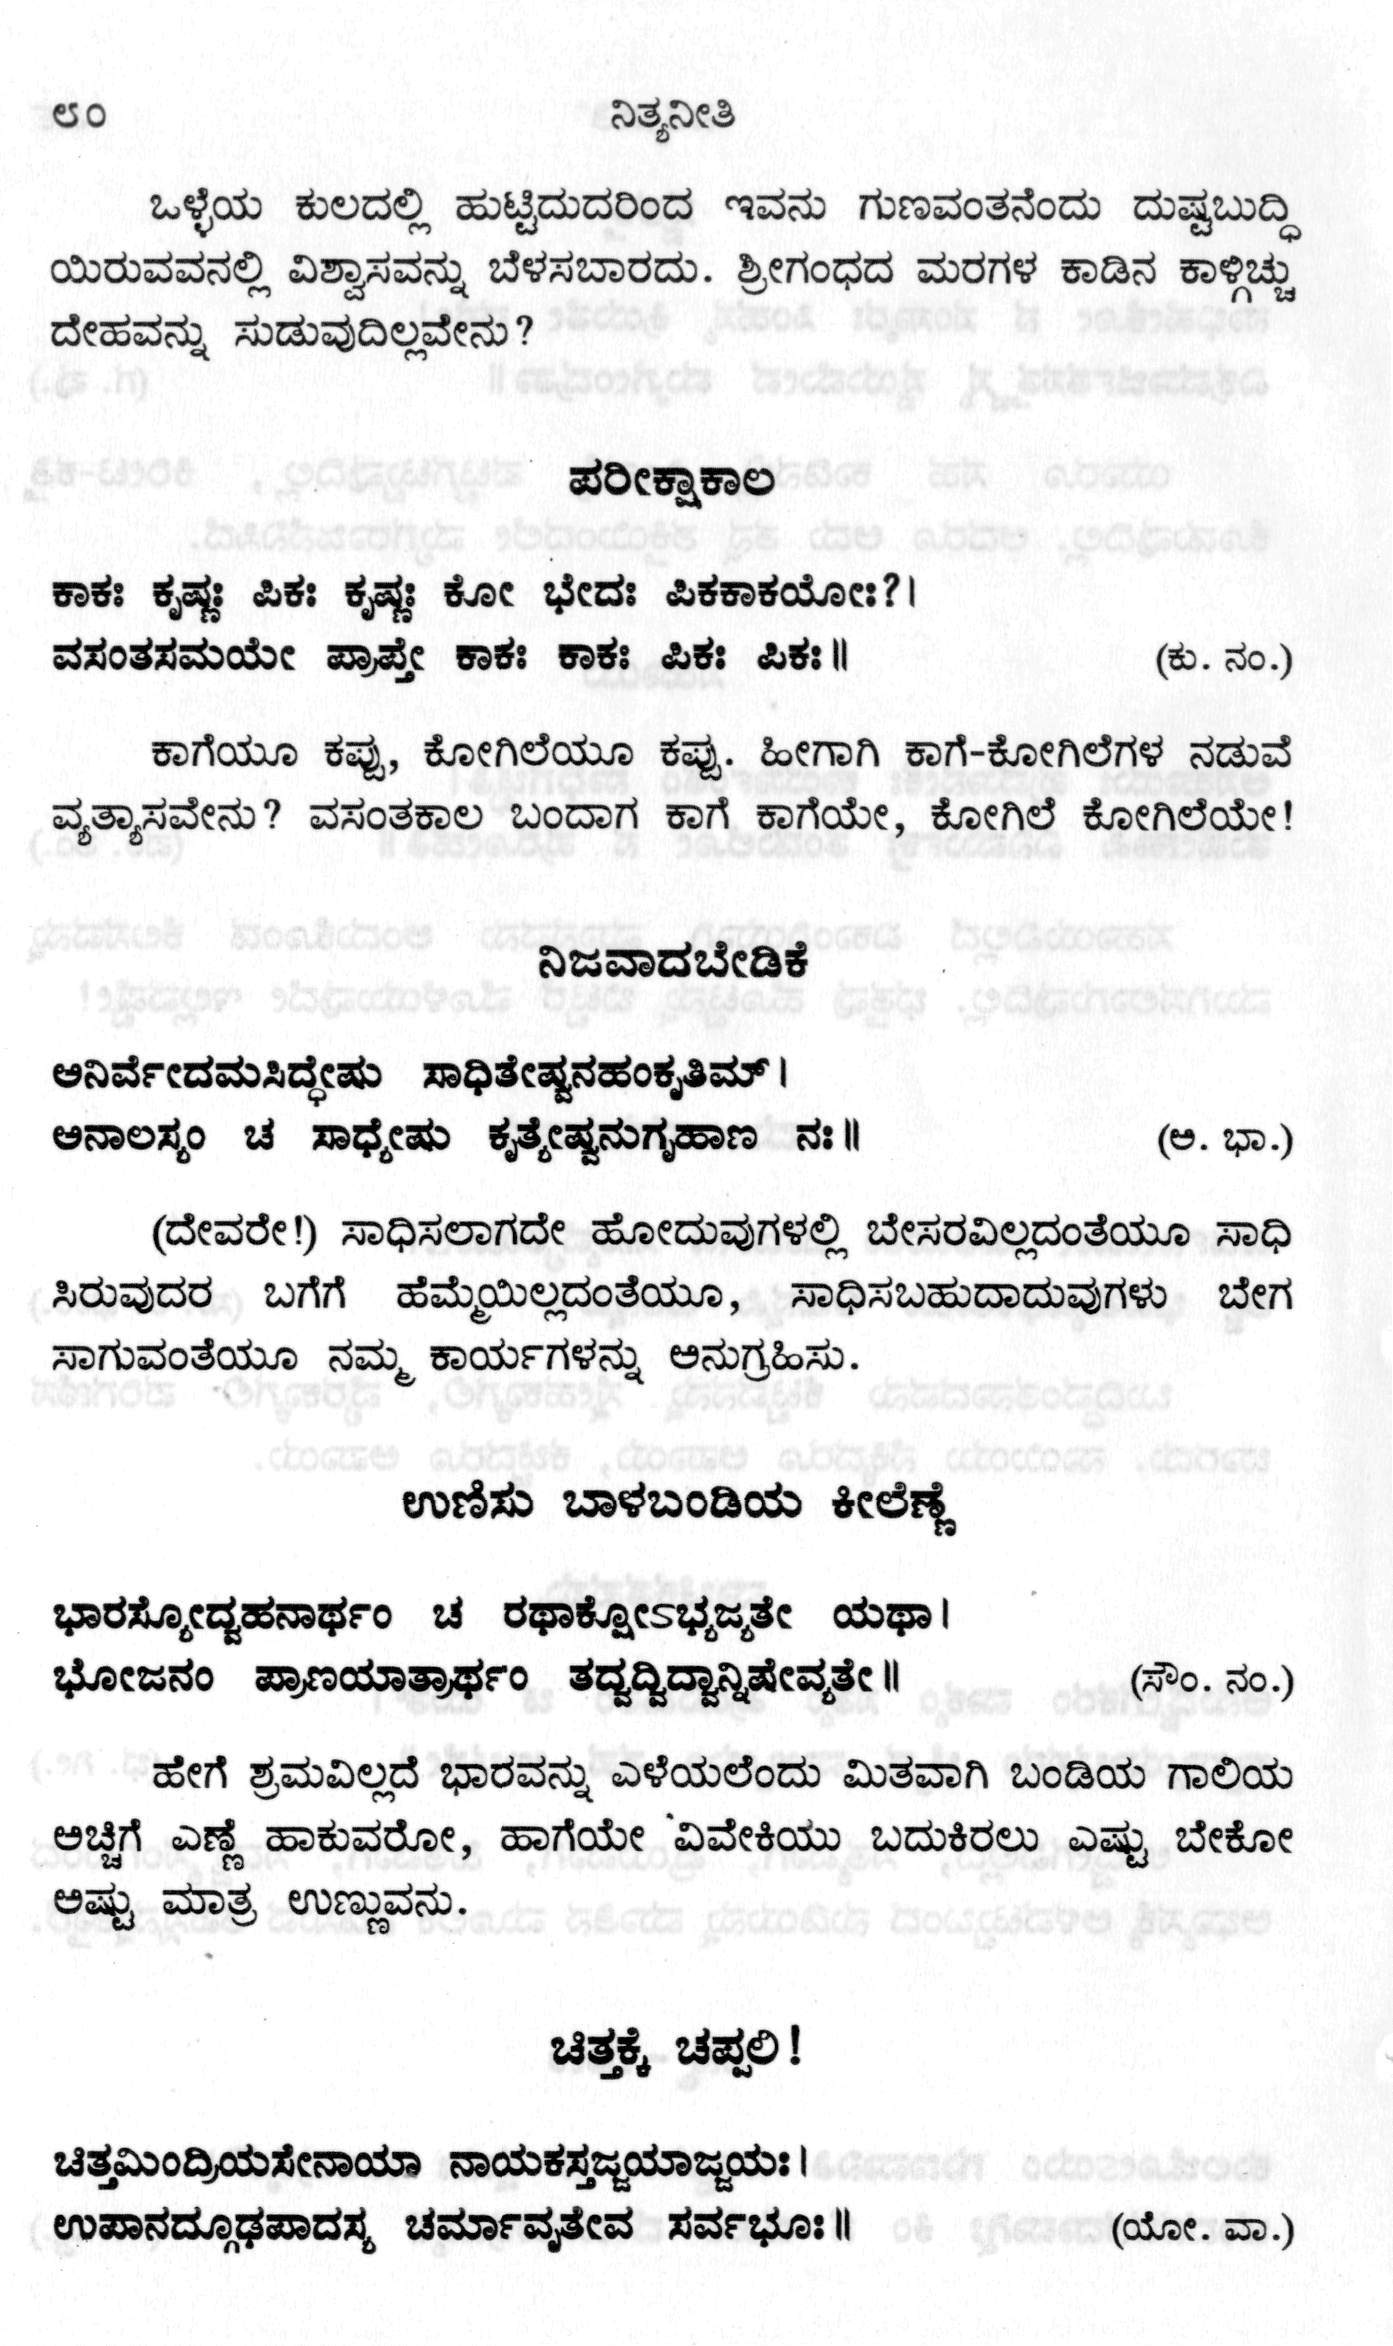 ೮೦ ನಿತ್ಯನೀತಿ
ಒಳ್ಳೆಯ ಕುಲದಲ್ಲಿ ಹುಟ್ಟಿದುದರಿಂದ ಇವನು ಗುಣವಂತನೆಂದು ದುಷ್ಟಬುದ್ಧಿ
ಯಿರುವವನಲ್ಲಿ ವಿಶ್ವಾಸವನ್ನು ಬೆಳಸಬಾರದು. ಶ್ರೀಗಂಧದ ಮರಗಳ ಕಾಡಿನ ಕಾಳ್ಗಿಚ್ಚು
ದೇಹವನ್ನು ಸುಡುವುದಿಲ್ಲವೇನು?
ಪರೀಕ್ಷಾಕಾಲ
ಕಾಕಃ ಕೃಷ್ಣಃ ಪಿಕಃ ಕೃಷ್ಣಃ ಕೋ ಭೇದಃ ಪಿಕಕಾಕಯೋಃ?।
ವಸಂತಸಮಯೇ ಪ್ರಾಪ್ತೇ ಕಾಕಃ ಕಾಕಃ ಪಿಕಃ ಪಿಕಃ॥ (ಕು. ನಂ.)
ಕಾಗೆಯೂ ಕಪ್ಪು, ಕೋಗಿಲೆಯೂ ಕಪ್ಪು. ಹೀಗಾಗಿ ಕಾಗೆ-ಕೋಗಿಲೆಗಳ ನಡುವೆ
ವ್ಯತ್ಯಾಸವೇನು? ವಸಂತಕಾಲ ಬಂದಾಗ ಕಾಗೆ ಕಾಗೆಯೇ, ಕೋಗಿಲೆ ಕೋಗಿಲೆಯೇ!
ನಿಜವಾದಬೇಡಿಕೆ
ಅನಿರ್ವೇದಮಸಿದ್ಧೇಷು ಸಾಧಿತೇಷ್ವನಹಂಕೃತಿಮ್।
ಅನಾಲಸ್ಯಂ ಚ ಸಾಧ್ಯೇಷು ಕೃತ್ಯೇಷ್ವನುಗೃಹಾಣ ನಃ॥ (ಅ. ಭಾ.)
(ದೇವರೇ!) ಸಾಧಿಸಲಾಗದೇ ಹೋದುವುಗಳಲ್ಲಿ ಬೇಸರವಿಲ್ಲದಂತೆಯೂ ಸಾಧಿ
ಸಿರುವುದರ ಬಗೆಗೆ ಹೆಮ್ಮೆಯಿಲ್ಲದಂತೆಯೂ, ಸಾಧಿಸಬಹುದಾದುವುಗಳು ಬೇಗ
ಸಾಗುವಂತೆಯೂ ನಮ್ಮ ಕಾರ್ಯಗಳನ್ನು ಅನುಗ್ರಹಿಸು.
ಉಣಿಸು ಬಾಳಬಂಡಿಯ ಕೀಲೆಣ್ಣೆ
ಭಾರಸ್ಯೋದ್ವಹನಾರ್ಥಂ ಚ ರಥಾಕ್ಷೋಽಭ್ಯಜ್ಯತೇ ಯಥಾ।
ಭೋಜನಂ ಪ್ರಾಣಯಾತ್ರಾರ್ಥಂ ತದ್ವದ್ವಿದ್ವಾನ್ನಿಷೇವ್ಯತೇ॥ (ಸೌಂ. ನಂ.)
ಹೇಗೆ ಶ್ರಮವಿಲ್ಲದೆ ಭಾರವನ್ನು ಎಳೆಯಲೆಂದು ಮಿತವಾಗಿ ಬಂಡಿಯ ಗಾಲಿಯ
ಅಚ್ಚಿಗೆ ಎಣ್ಣೆ ಹಾಕುವರೋ, ಹಾಗೆಯೇ ವಿವೇಕಿಯು ಬದುಕಿರಲು ಎಷ್ಟು ಬೇಕೋ
ಅಷ್ಟು ಮಾತ್ರ ಉಣ್ಣುವನು.
ಚಿತ್ತಕ್ಕೆ ಚಪ್ಪಲಿ!
ಚಿತ್ತಮಿಂದ್ರಿಯಸೇನಾಯಾ ನಾಯಕಸ್ತಜ್ಜಯಾಜ್ಜಯಃ।
ಉಪಾನದ್ಗೂಢಪಾದಸ್ಯ ಚರ್ಮಾವೃತೇವ ಸರ್ವಭೂಃ॥ (ಯೋ. ವಾ.)